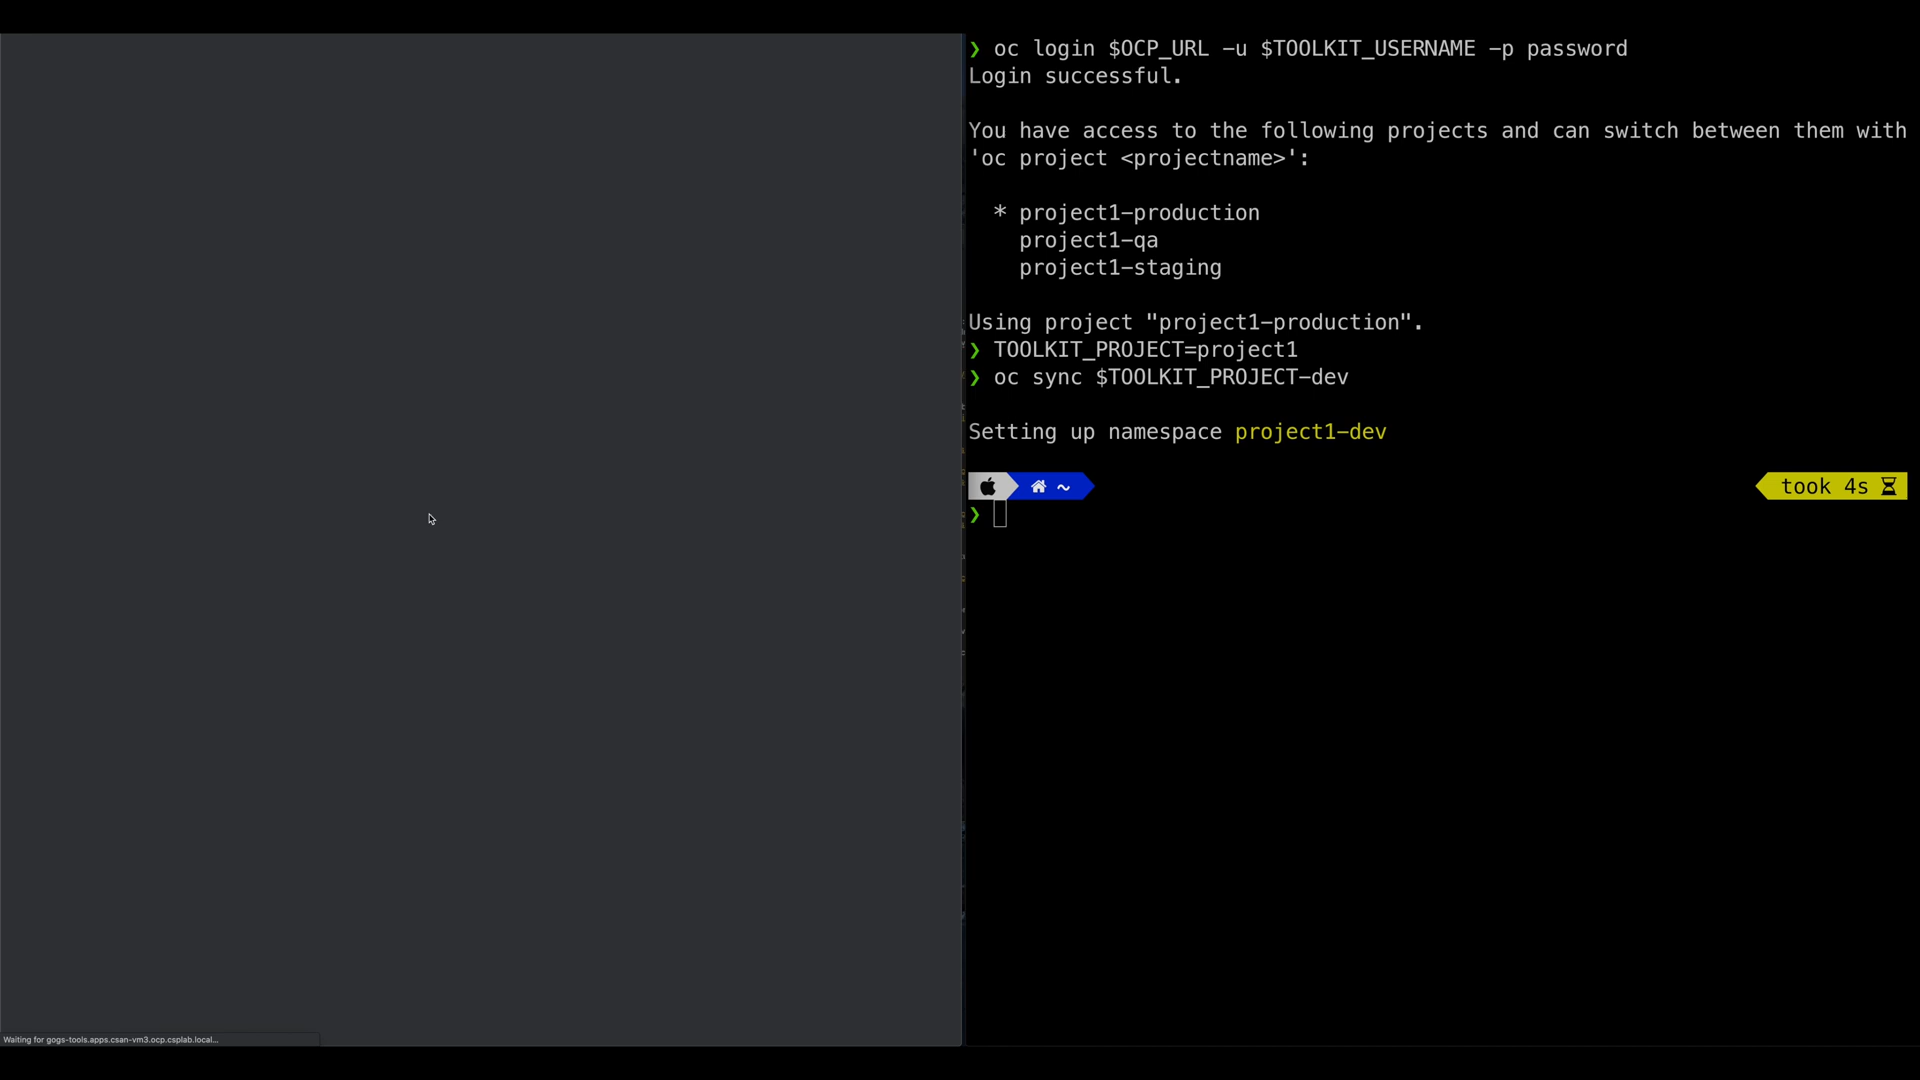 ❯ oc login $OCP_URL -u $TOOLKIT_USERNAME -p password
Login successful.
You have access to the following projects and can switch between them with
'oc project <projectname>':
* project1-production
project1-qa
project1-staging
Using project "project1-production".
❯ TOOLKIT_PROJECT=project1
❯ oc sync $TOOLKIT_PROJECT-dev
Setting up namespace project1-dev
~ took 4s
❯
Waiting for gogs-tools.apps.csan-vm3.ocp.csplab.local...